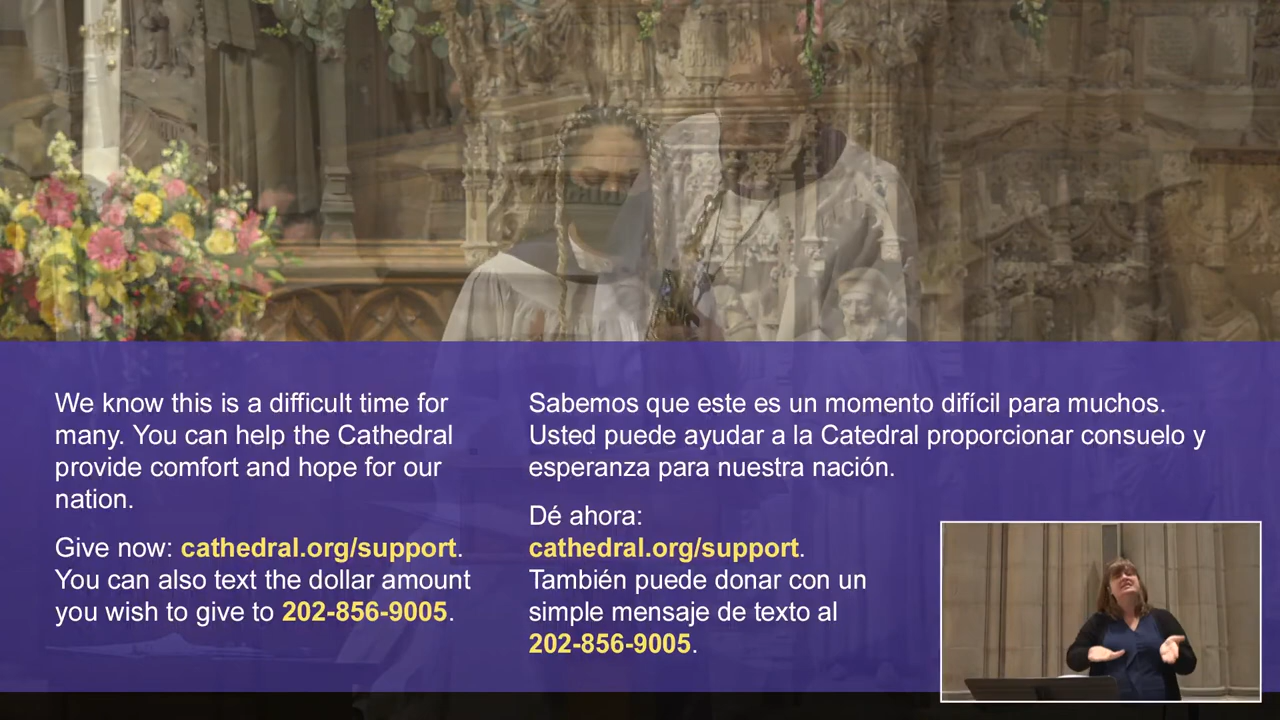 We know this is a difficult time for
many. You can help the Cathedral
provide comfort and hope for our
nation.
Give now: cathedral.org/support.
You can also text the dollar amount
you wish to give to 202-856-9005.
Sabemos que este es un momento difícil para muchos.
Usted puede ayudar a la Catedral proporcionar consuelo y
esperanza para nuestra nación.
Dé ahora:
cathedral.org/support.
También puede donar con un
simple mensaje de texto al
202-856-9005.